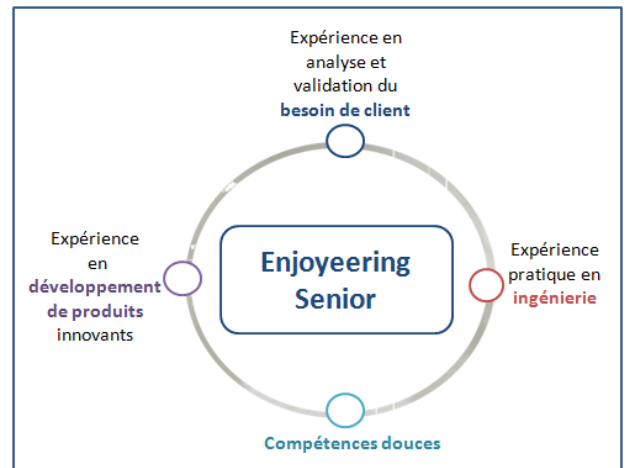 Expérience en
analyse et
validation du
besoin de client
Expérience
en
développement
de produits
innovants
Enjoyeering
Senior
Expérience
pratique en
ingénierie
Compétences douces